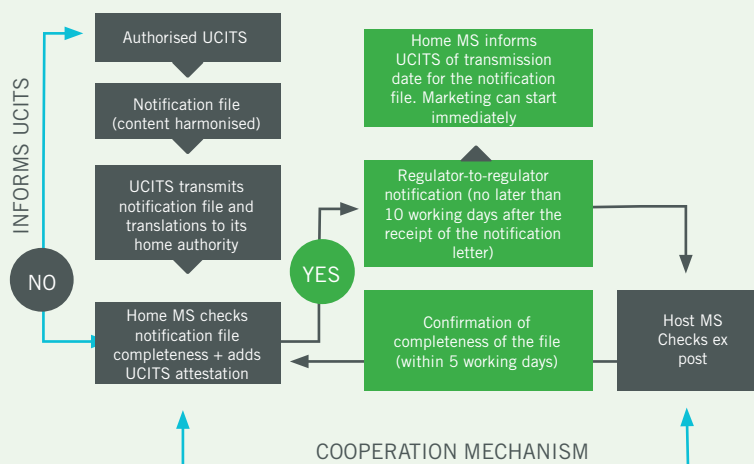 Authorised UCITS
Notification file
(content harmonised)
UCITS transmits
notification file and
translations to its
home authority
Home MS checks
notification file
completeness + adds
UCITS attestation
INFORMS UCITS
NO
YES
Home MS informs
UCITS of transmission
date for the notification
file. Marketing can start
immediately
Regulator-to-regulator
notification (no later than
10 working days after the
receipt of the notification
letter)
Confirmation of
completeness of the file
(within 5 working days)
Host MS
Checks ex
post
COOPERATION MECHANISM